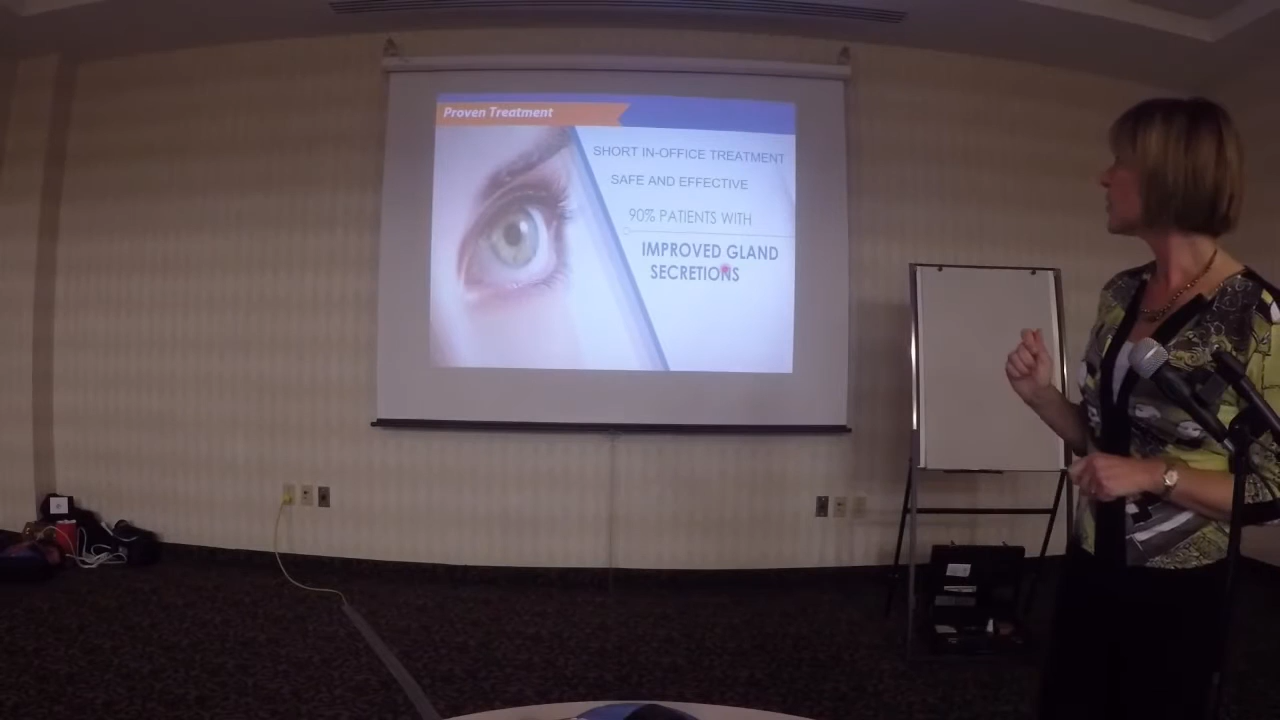 Proven Treatment
SHORT IN-OFFICE TREATMENT
SAFE AND EFFECTIVE
90% PATIENTS WITH
IMPROVED GLAND
SECRETIONS